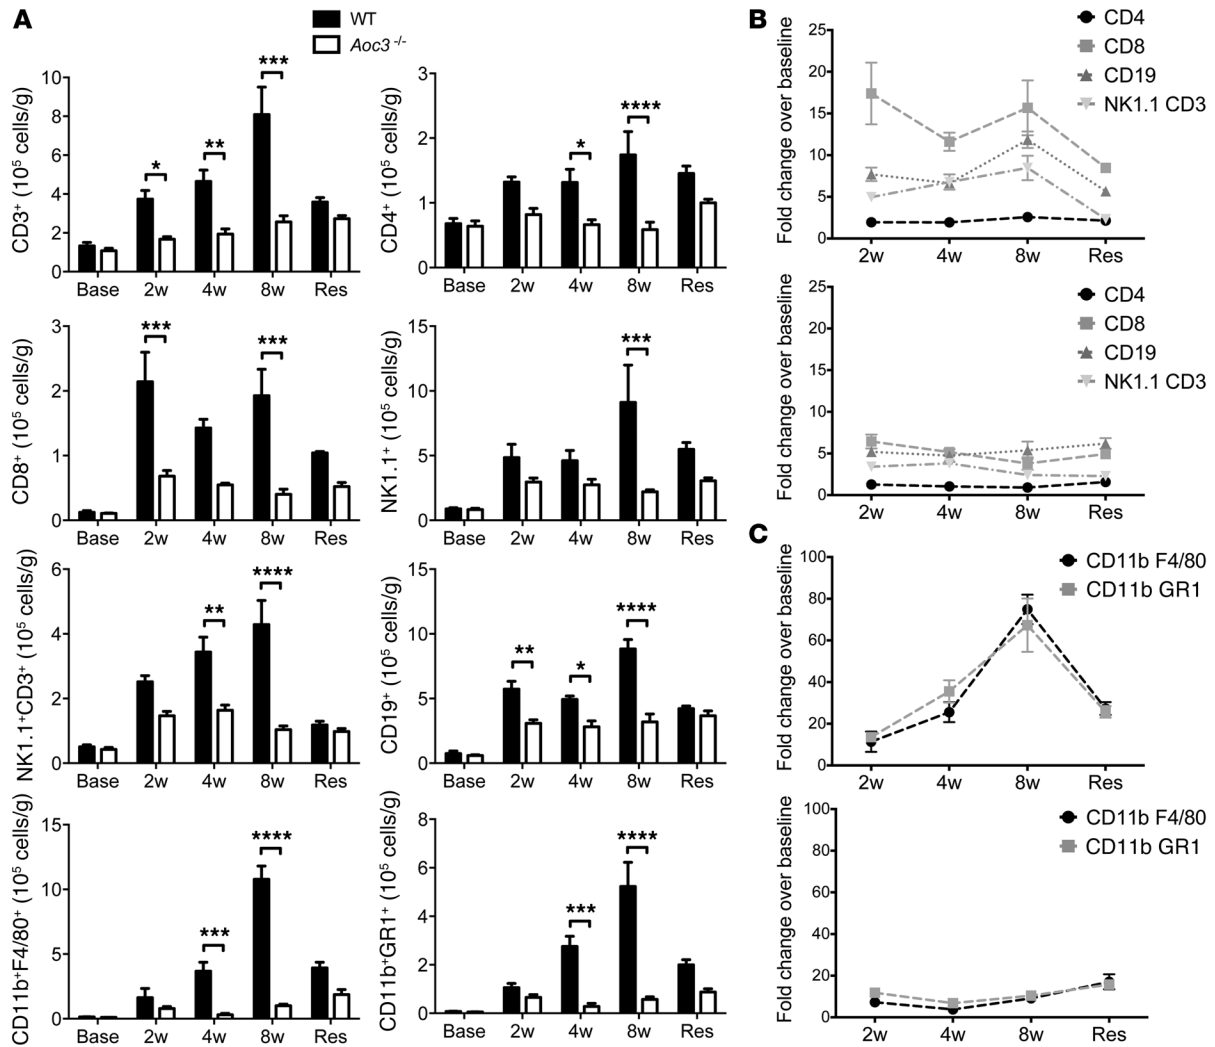 A
WT
Aoc3 -/-
CD3+ (10^5 cells/g)
10
8
6
4
2
0
*
**
***
Base 2w 4w 8w Res
CD4+ (10^5 cells/g)
3
2
1
0
*
****
Base 2w 4w 8w Res
CD8+ (10^5 cells/g)
3
2
1
0
***
***
Base 2w 4w 8w Res
NK1.1+ (10^5 cells/g)
15
10
5
0
***
Base 2w 4w 8w Res
NK1.1+CD3+ (10^5 cells/g)
6
4
2
0
**
****
Base 2w 4w 8w Res
CD19+ (10^5 cells/g)
15
10
5
0
**
*
****
Base 2w 4w 8w Res
CD11b+F4/80+ (10^5 cells/g)
15
10
5
0
***
****
Base 2w 4w 8w Res
CD11b+GR1+ (10^5 cells/g)
8
6
4
2
0
***
****
Base 2w 4w 8w Res
B
Fold change over baseline
25
20
15
10
5
0
CD4
CD8
CD19
NK1.1 CD3
2w 4w 8w Res
Fold change over baseline
25
20
15
10
5
0
CD4
CD8
CD19
NK1.1 CD3
2w 4w 8w Res
C
Fold change over baseline
100
80
60
40
20
0
CD11b F4/80
CD11b GR1
2w 4w 8w Res
Fold change over baseline
100
80
60
40
20
0
CD11b F4/80
CD11b GR1
2w 4w 8w Res